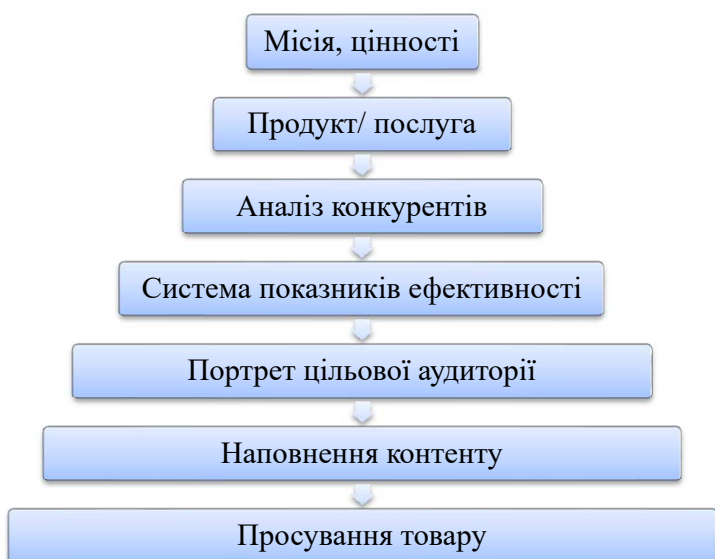 Місія, цінності
Продукт/ послуга
Аналіз конкурентів
Система показників ефективності
Портрет цільової аудиторії
Наповнення контенту
Просування товару